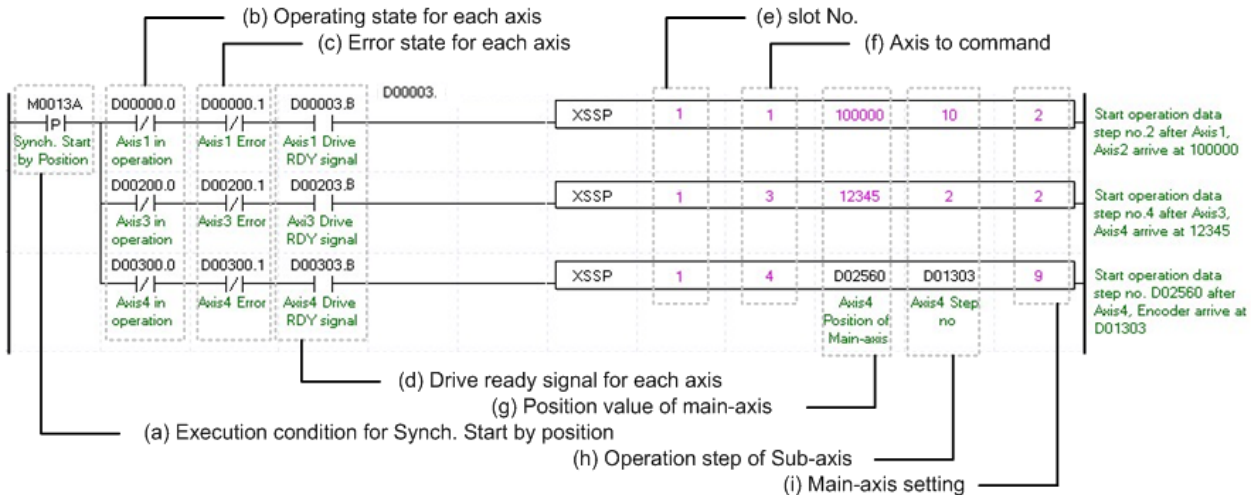 (b) Operating state for each axis
(c) Error state for each axis
(e) slot No.
(f) Axis to command
M0013A D00000.0 D00000.1 D00003.B D00003.
P
XSSP 1 1 100000 10 2
Synch. Start by Position
Axis1 in operation
Axis1 Error
Axis1 Drive RDY signal
Start operation data
step no.2 after Axis1,
Axis2 arrive at 100000
D00200.0 D00200.1 D00203.B
XSSP 1 3 12345 2 2
Axis3 in operation
Axis3 Error
Axi3 Drive RDY signal
Start operation data
step no.4 after Axis3,
Axis4 arrive at 12345
D00300.0 D00300.1 D00303.B
XSSP 1 4 D02560 D01303 9
Axis4 in operation
Axis4 Error
Axis4 Drive RDY signal
Axis4 Position of Main-axis
Axis4 Step no
Start operation data
step no. D02560 after
Axis4, Encoder arrive at
D01303
(d) Drive ready signal for each axis
(g) Position value of main-axis
(a) Execution condition for Synch. Start by position
(h) Operation step of Sub-axis
(i) Main-axis setting